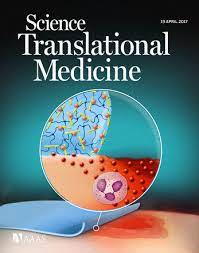 Science
19 APRIL 2017
Translational
Medicine
AAAS